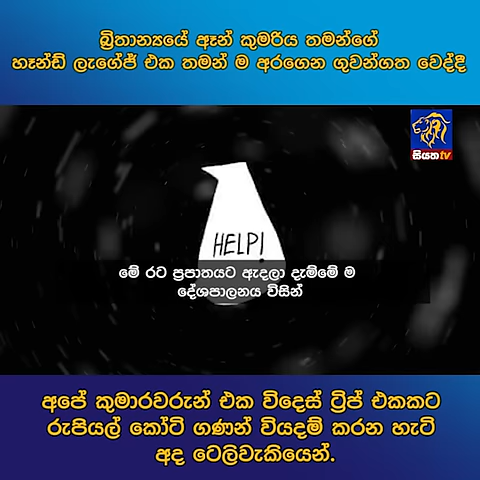 බ්‍රිතාන්‍යයේ ඈන් කුමරිය තමන්ගේ
හෑන්ඩ් ලැගේජ් එක තමන් ම අරගෙන ගුවන්ගත වෙද්දී
සියත tv
HELP!
මේ රට ප්‍රපාතයට ඇදලා දැම්මේ ම
දේශපාලනය විසින්
අපේ කුමාරවරුන් එක විදෙස් ට්‍රිප් එකකට
රුපියල් කෝටි ගණන් වියදම් කරන හැටි
අද ටෙලිවැකියෙන්.